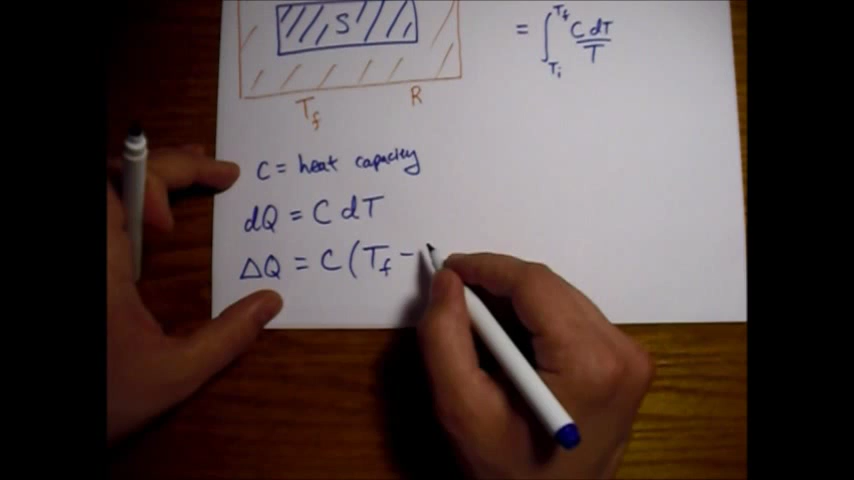 S
T_f R
C = heat capacity
dQ = C dT
ΔQ = C (T_f -
= ∫_{T_i}^{T_f} C dT / T